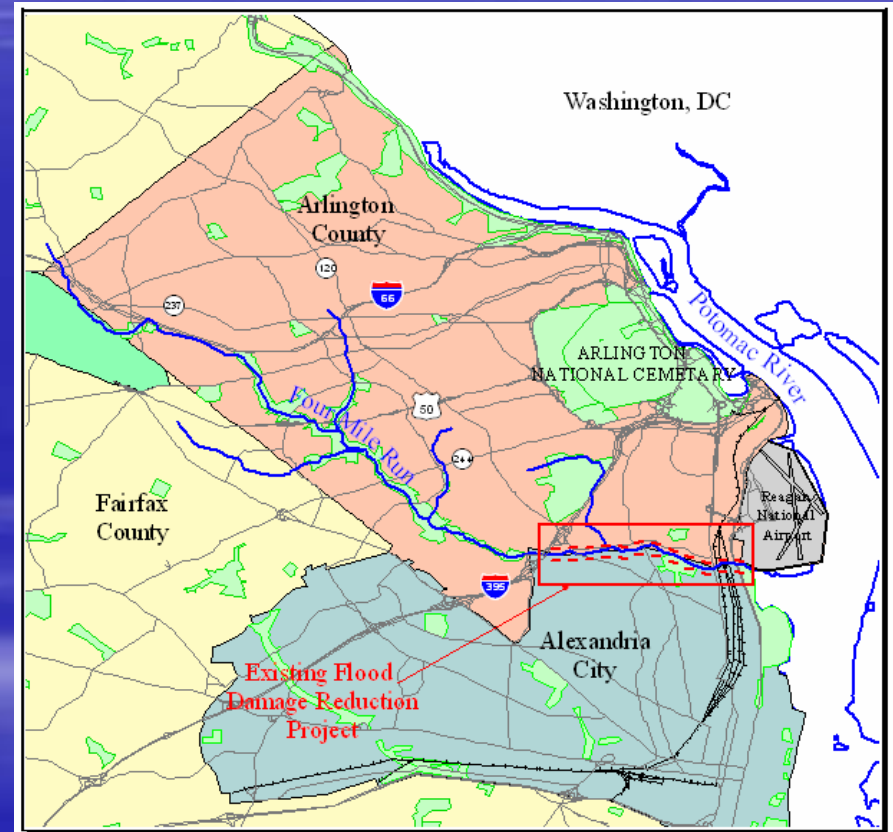 Washington, DC
Arlington
County
120
237
66
Potomac River
ARLINGTON
NATIONAL CEMETARY
50
Four Mile Run
244
Fairfax
County
Reagan
National
Airport
395
Alexandria
City
Existing Flood
Damage Reduction
Project